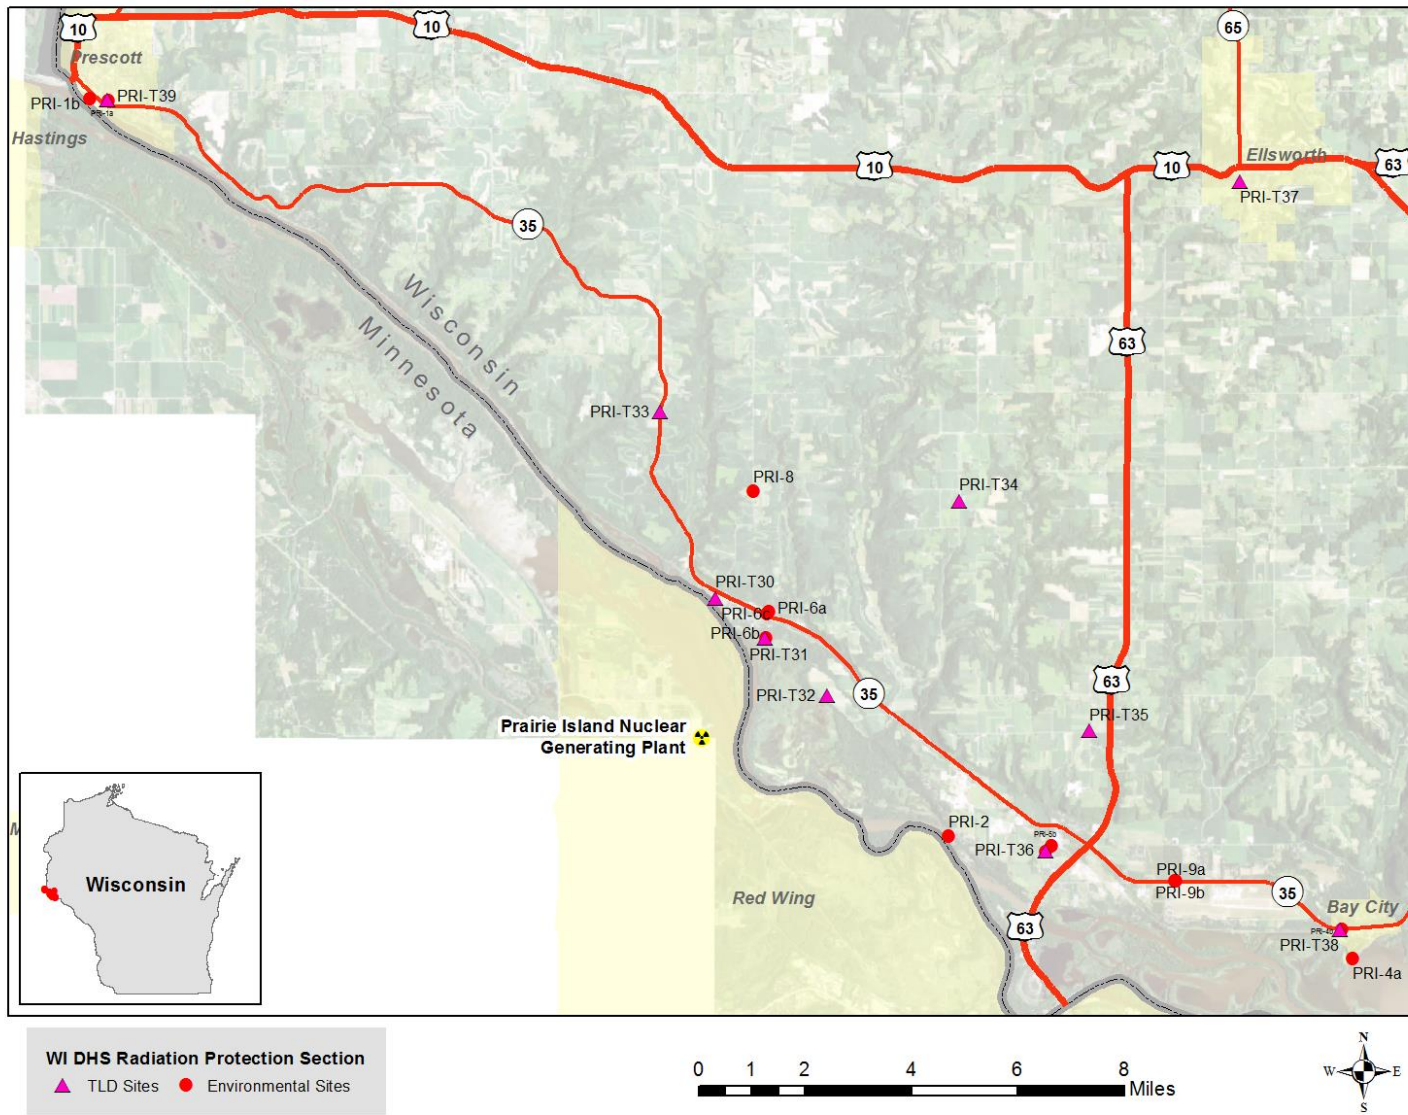 10
10
65
Prescott
PRI-1b
PRI-T39
PRI-1a
Hastings
10
10
Ellsworth
63
PRI-T37
35
Wisconsin
Minnesota
63
PRI-T33
PRI-8
PRI-T34
PRI-T30
PRI-6c
PRI-6a
PRI-6b
PRI-T31
PRI-T32
35
63
PRI-T35
Prairie Island Nuclear
Generating Plant
PRI-2
PRI-T36
PRI-9a
PRI-9b
35
Red Wing
63
Bay City
PRI-T38
PRI-4a
Wisconsin
WI DHS Radiation Protection Section
TLD Sites
Environmental Sites
0 1 2 4 6 8
Miles
N
W E
S